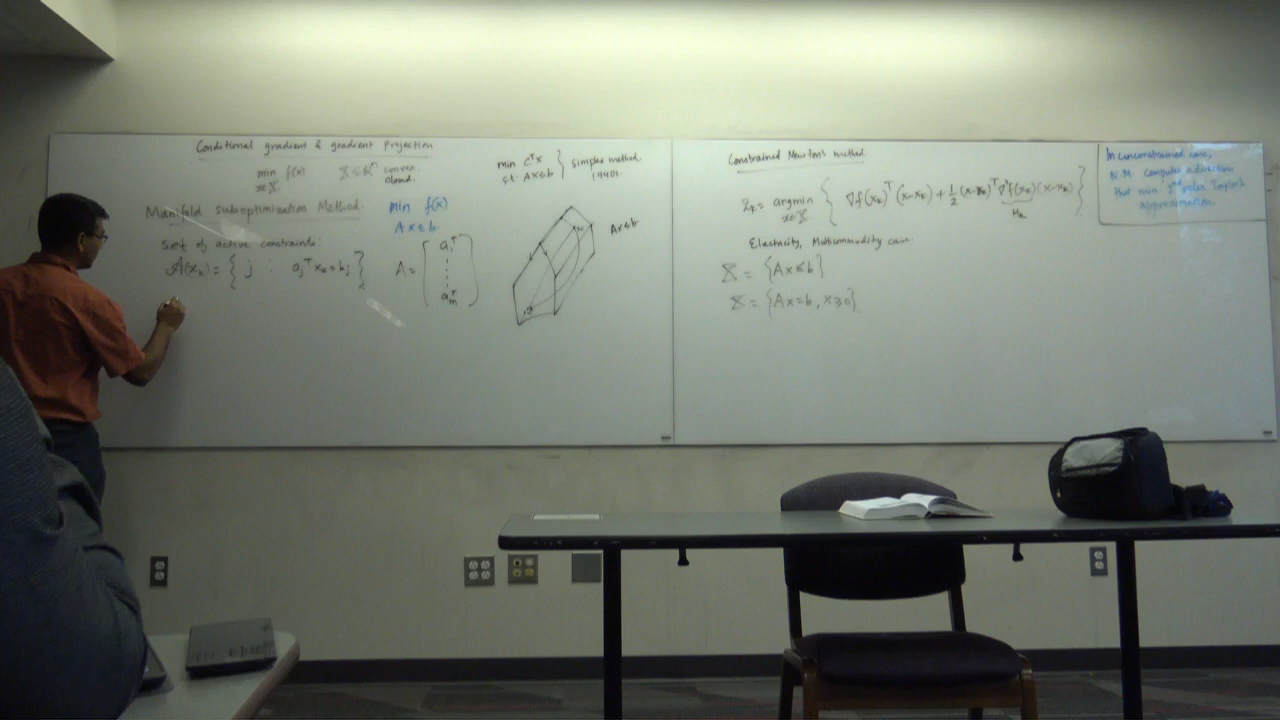 Conditional gradient & gradient Projection
min f(x) X ⊆ ℝⁿ convex
x∈X closed.
Manifold suboptimization Method
min f(x)
Ax≤b
set of active constraints:
A(xₖ) = { j : aⱼᵀxₖ = bⱼ }
A = [ a₁ᵀ
⋮
aₘᵀ ]
min cᵀx
s.t. Ax≤b } simplex method
1940s
Ax≤b
Constrained Newton's method
Zₖ = argmin { ∇f(xₖ)ᵀ(x-xₖ) + ½(x-xₖ)ᵀ∇²f(xₖ)(x-xₖ) }
x∈X Hₖ
Electricity, Multicommodity case
X = {Ax≤b}
X = {Ax=b, x≥0}
In unconstrained case,
N.M. computes a direction
that min 2nd order Taylor's
approximation.